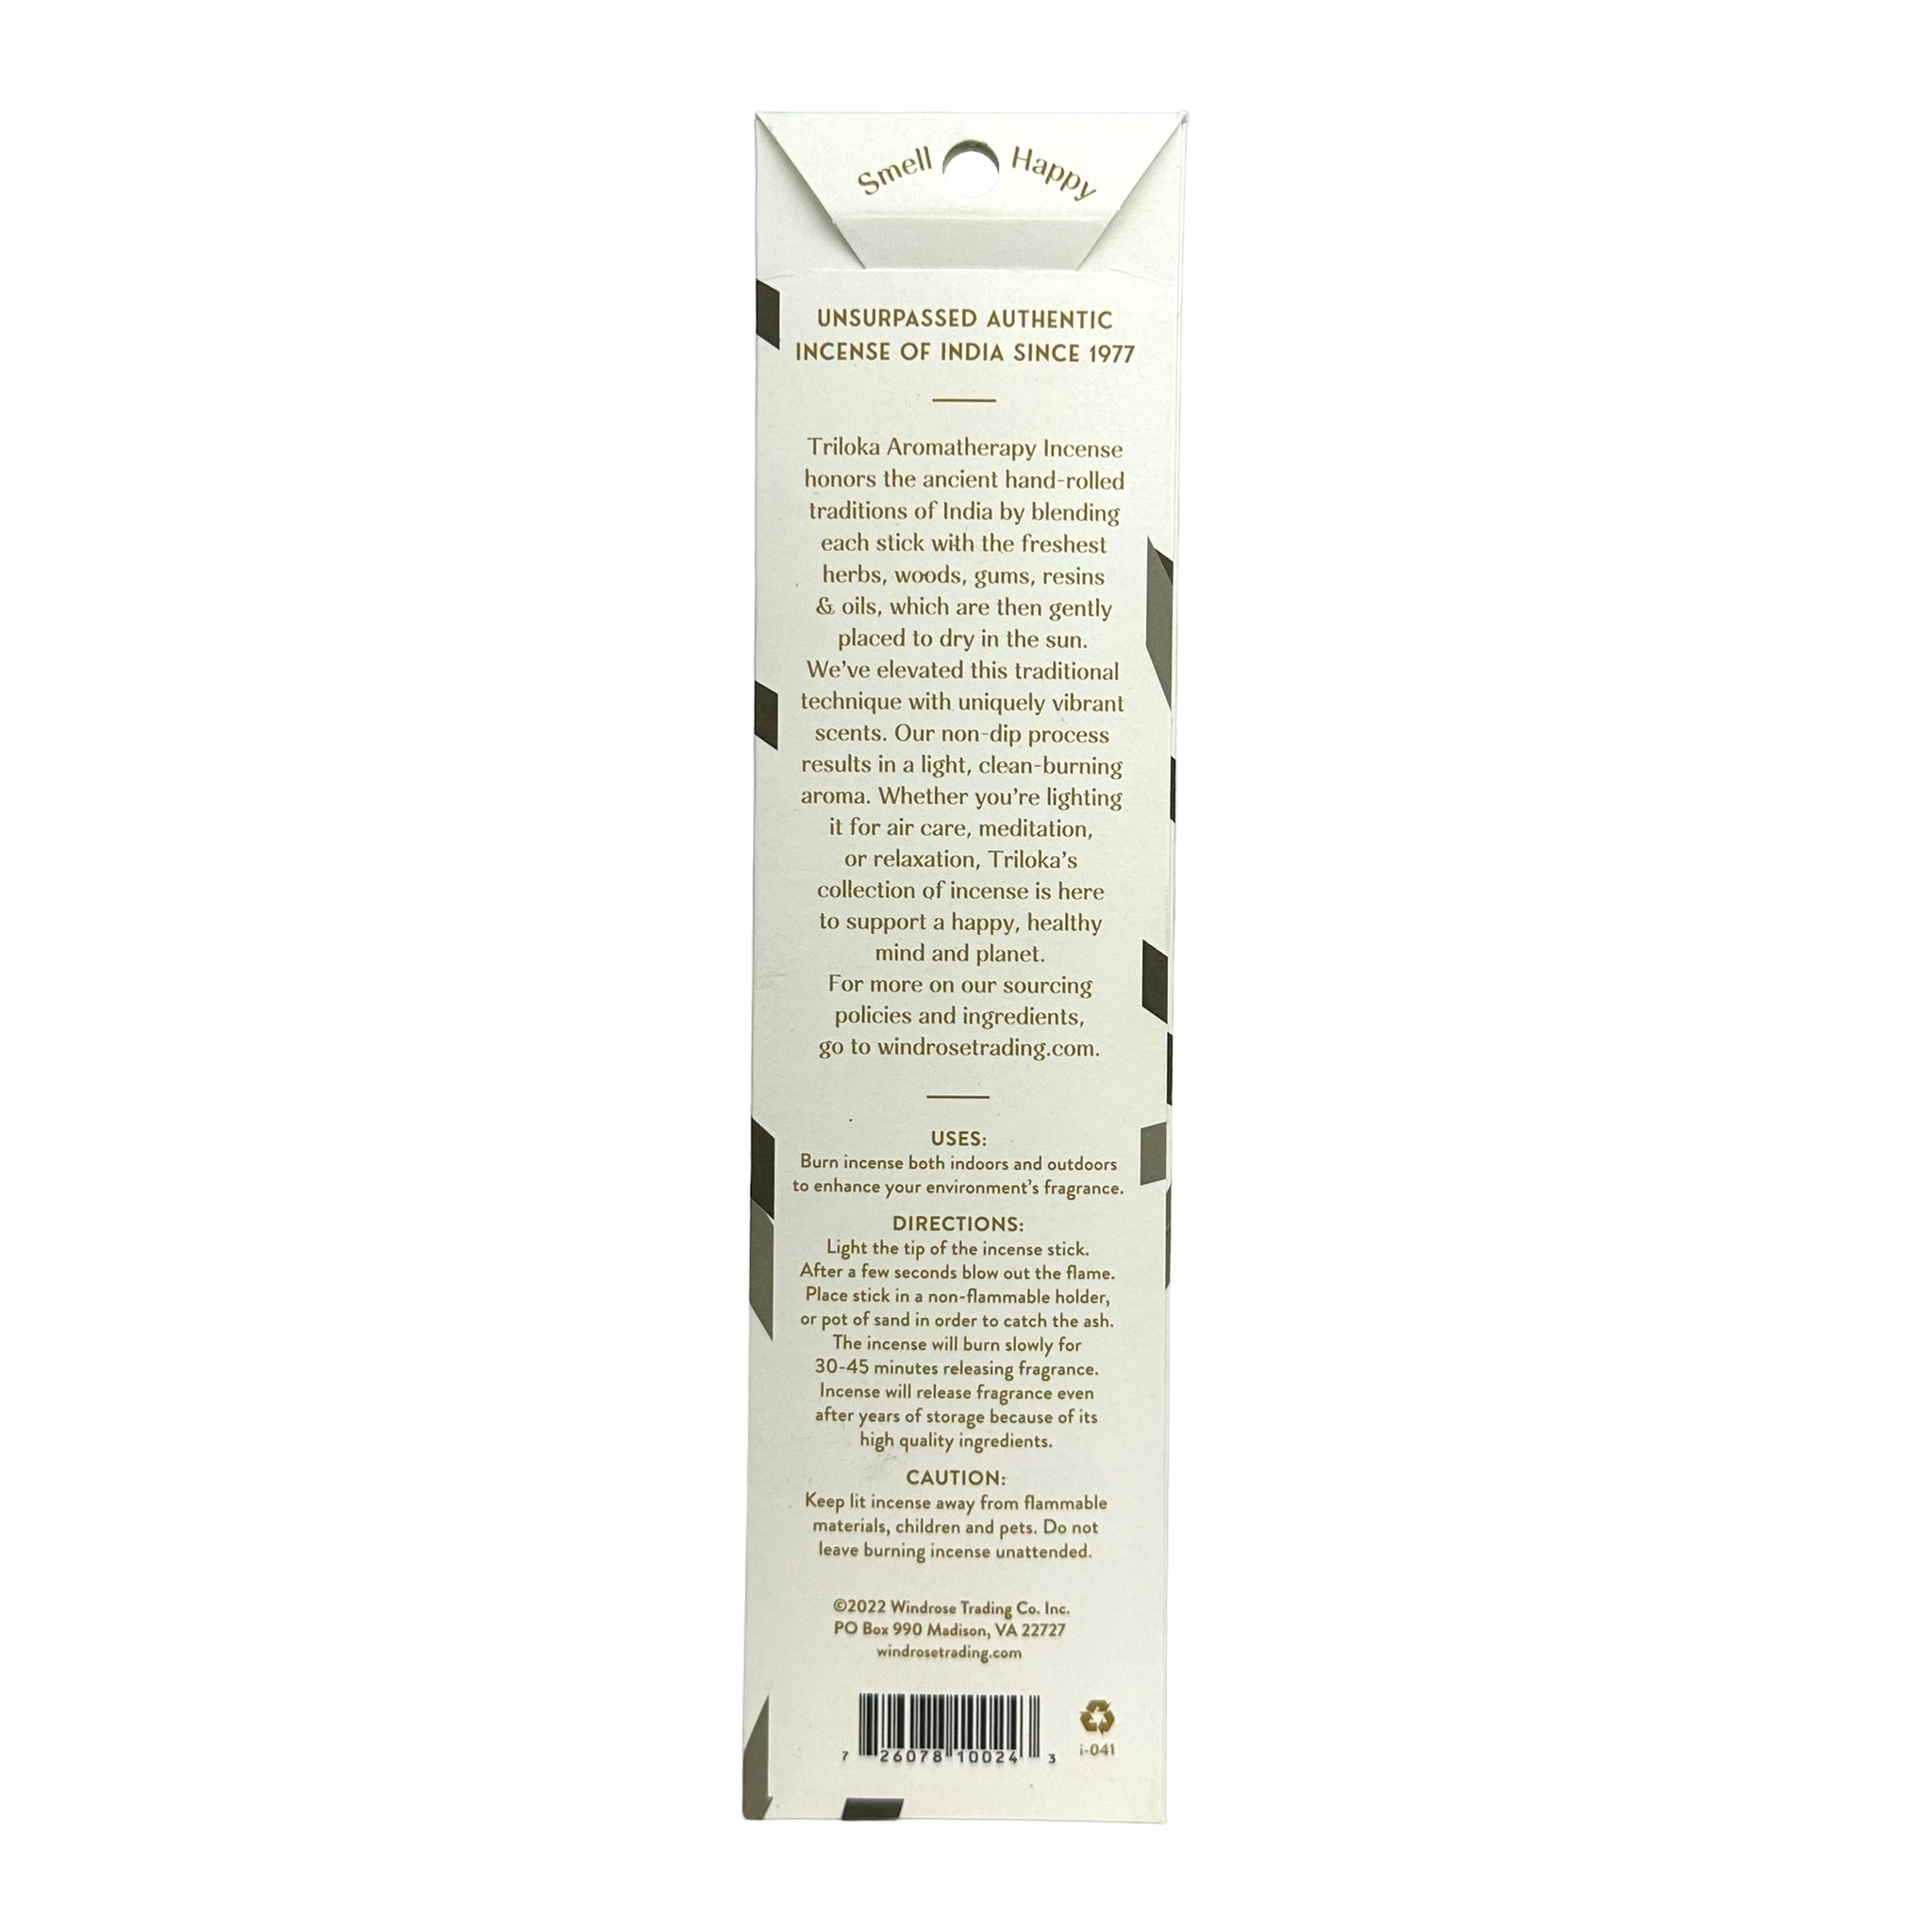 Smell Happy
UNSURPASSED AUTHENTIC
INCENSE OF INDIA SINCE 1977
Triloka Aromatherapy Incense
honors the ancient hand-rolled
traditions of India by blending
each stick with the freshest
herbs, woods, gums, resins
& oils, which are then gently
placed to dry in the sun.
We've elevated this traditional
technique with uniquely vibrant
scents. Our non-dip process
results in a light, clean-burning
aroma. Whether you're lighting
it for air care, meditation,
or relaxation, Triloka's
collection of incense is here
to support a happy, healthy
mind and planet.
For more on our sourcing
policies and ingredients,
go to windrosetrading.com.
USES:
Burn incense both indoors and outdoors
to enhance your environment's fragrance.
DIRECTIONS:
Light the tip of the incense stick.
After a few seconds blow out the flame.
Place stick in a non-flammable holder,
or pot of sand in order to catch the ash.
The incense will burn slowly for
30-45 minutes releasing fragrance.
Incense will release fragrance even
after years of storage because of its
high quality ingredients.
CAUTION:
Keep lit incense away from flammable
materials, children and pets. Do not
leave burning incense unattended.
©2022 Windrose Trading Co. Inc.
PO Box 990 Madison, VA 22727
windrosetrading.com
7 26078 10024 3
i-041